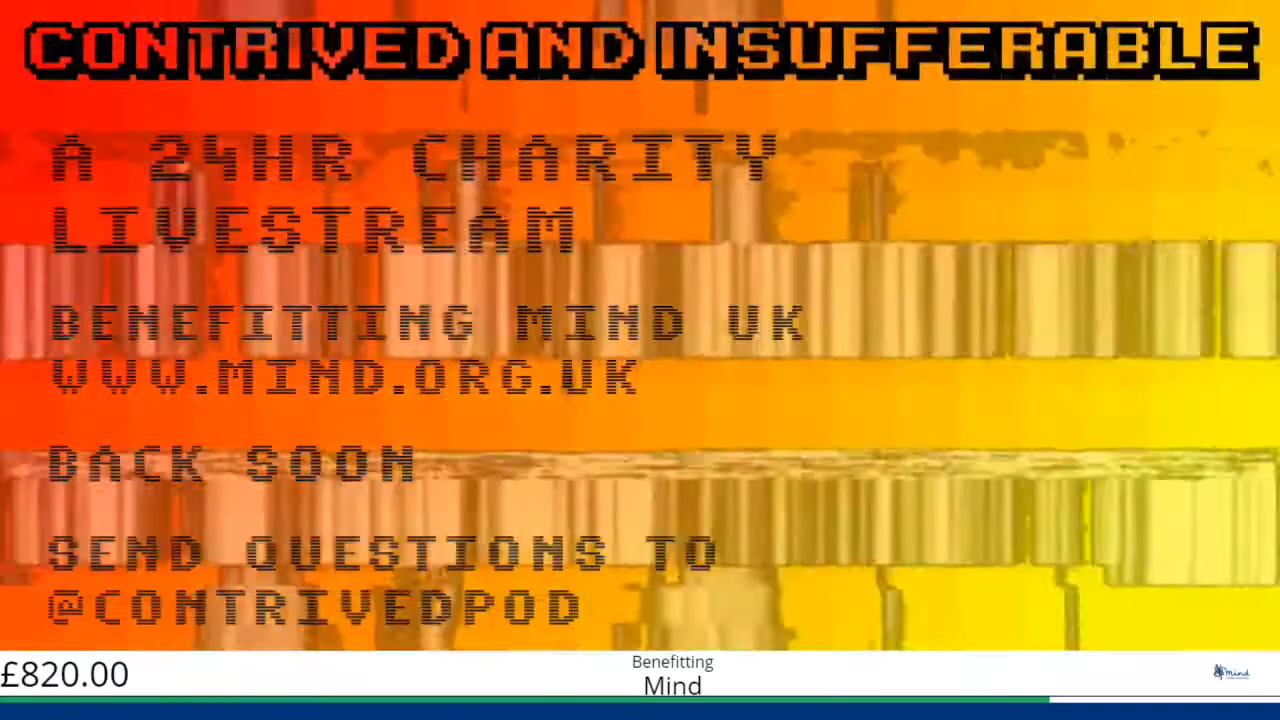 CONTRIVED AND INSUFFERABLE
A 24HR CHARITY
LIVESTREAM
BENEFITTING MIND UK
WWW.MIND.ORG.UK
BACK SOON
SEND QUESTIONS TO
@CONTRIVEDPOD
£820.00
Benefitting
Mind
mind